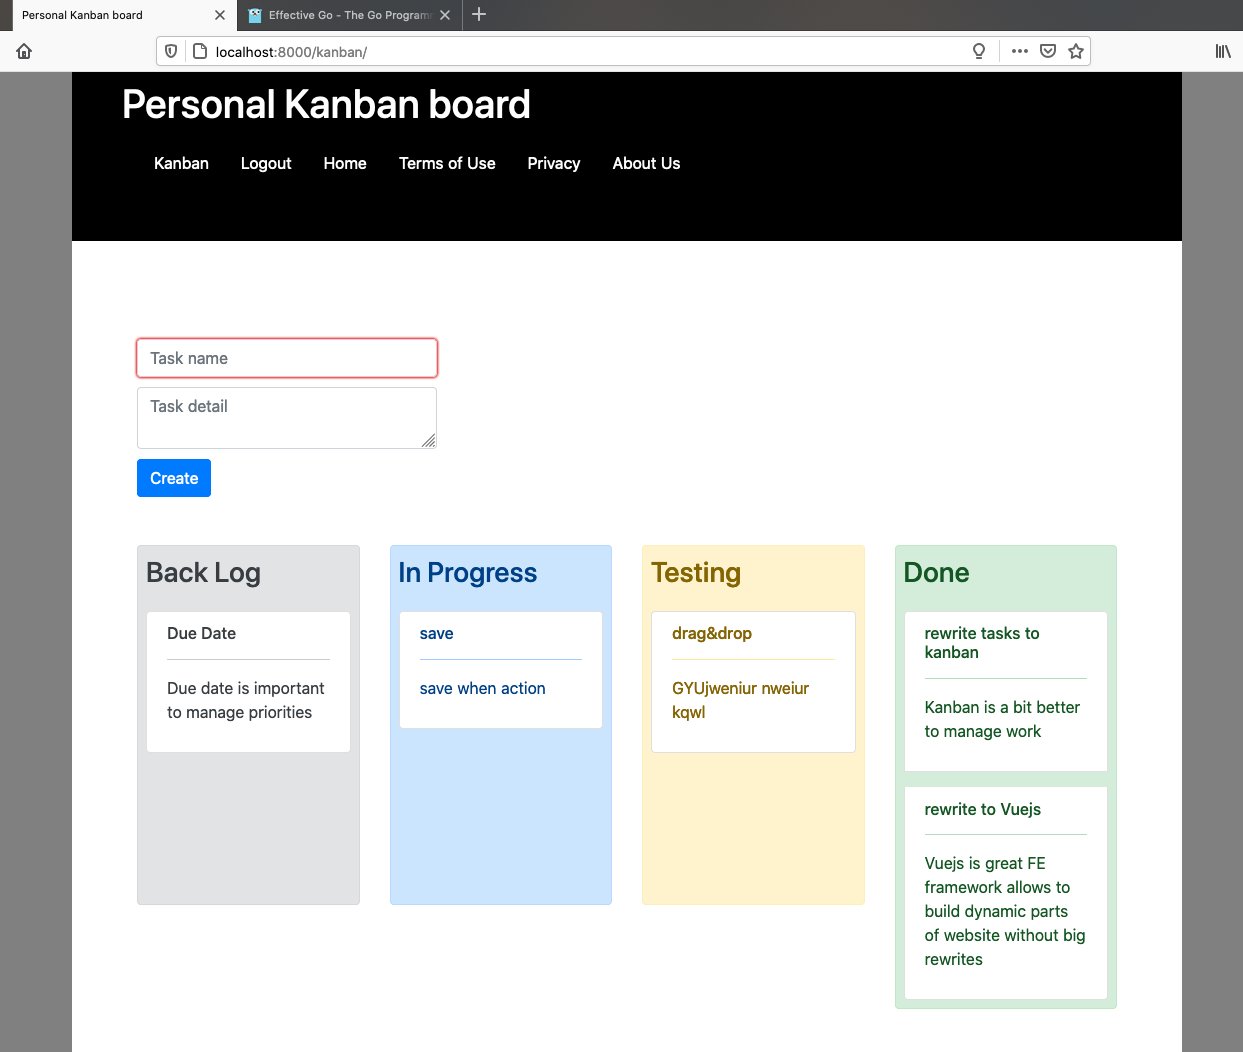 Personal Kanban board
Effective Go - The Go Programm
localhost:8000/kanban/
Personal Kanban board
Kanban Logout Home Terms of Use Privacy About Us
Task name
Task detail
Create
Back Log
Due Date
Due date is important
to manage priorities
In Progress
save
save when action
Testing
drag&drop
GYUjweniur nweiur
kqwl
Done
rewrite tasks to
kanban
Kanban is a bit better
to manage work
rewrite to Vuejs
Vuejs is great FE
framework allows to
build dynamic parts
of website without big
rewrites